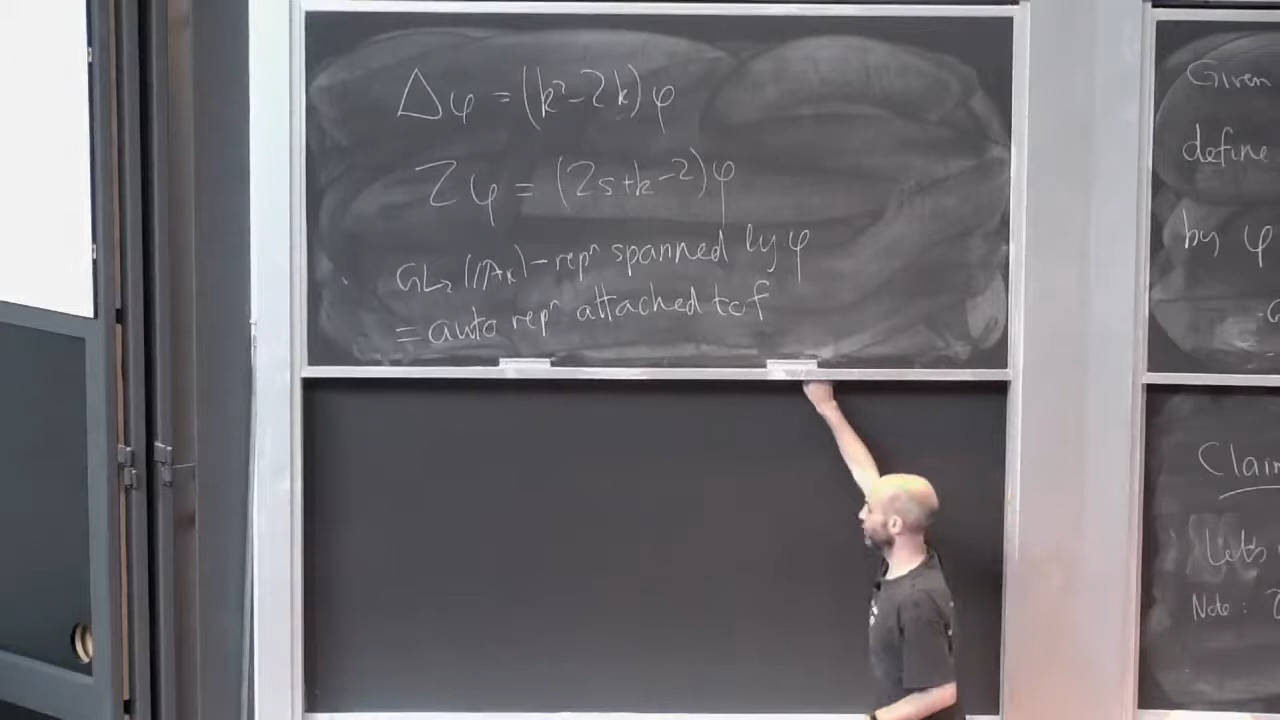 Δφ = (k²-2k)φ
Zφ = (2s+k-2)φ
GL₂(𝔸_K)-repⁿ spanned by φ
= auto repⁿ attached to f
Given
define
by φ
Let's
Note: